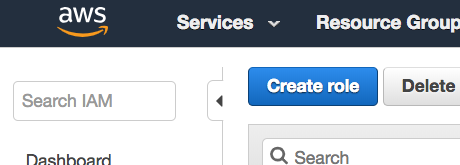 aws
Services Resource Group
Create role Delete
Search IAM
Search
Dashboard